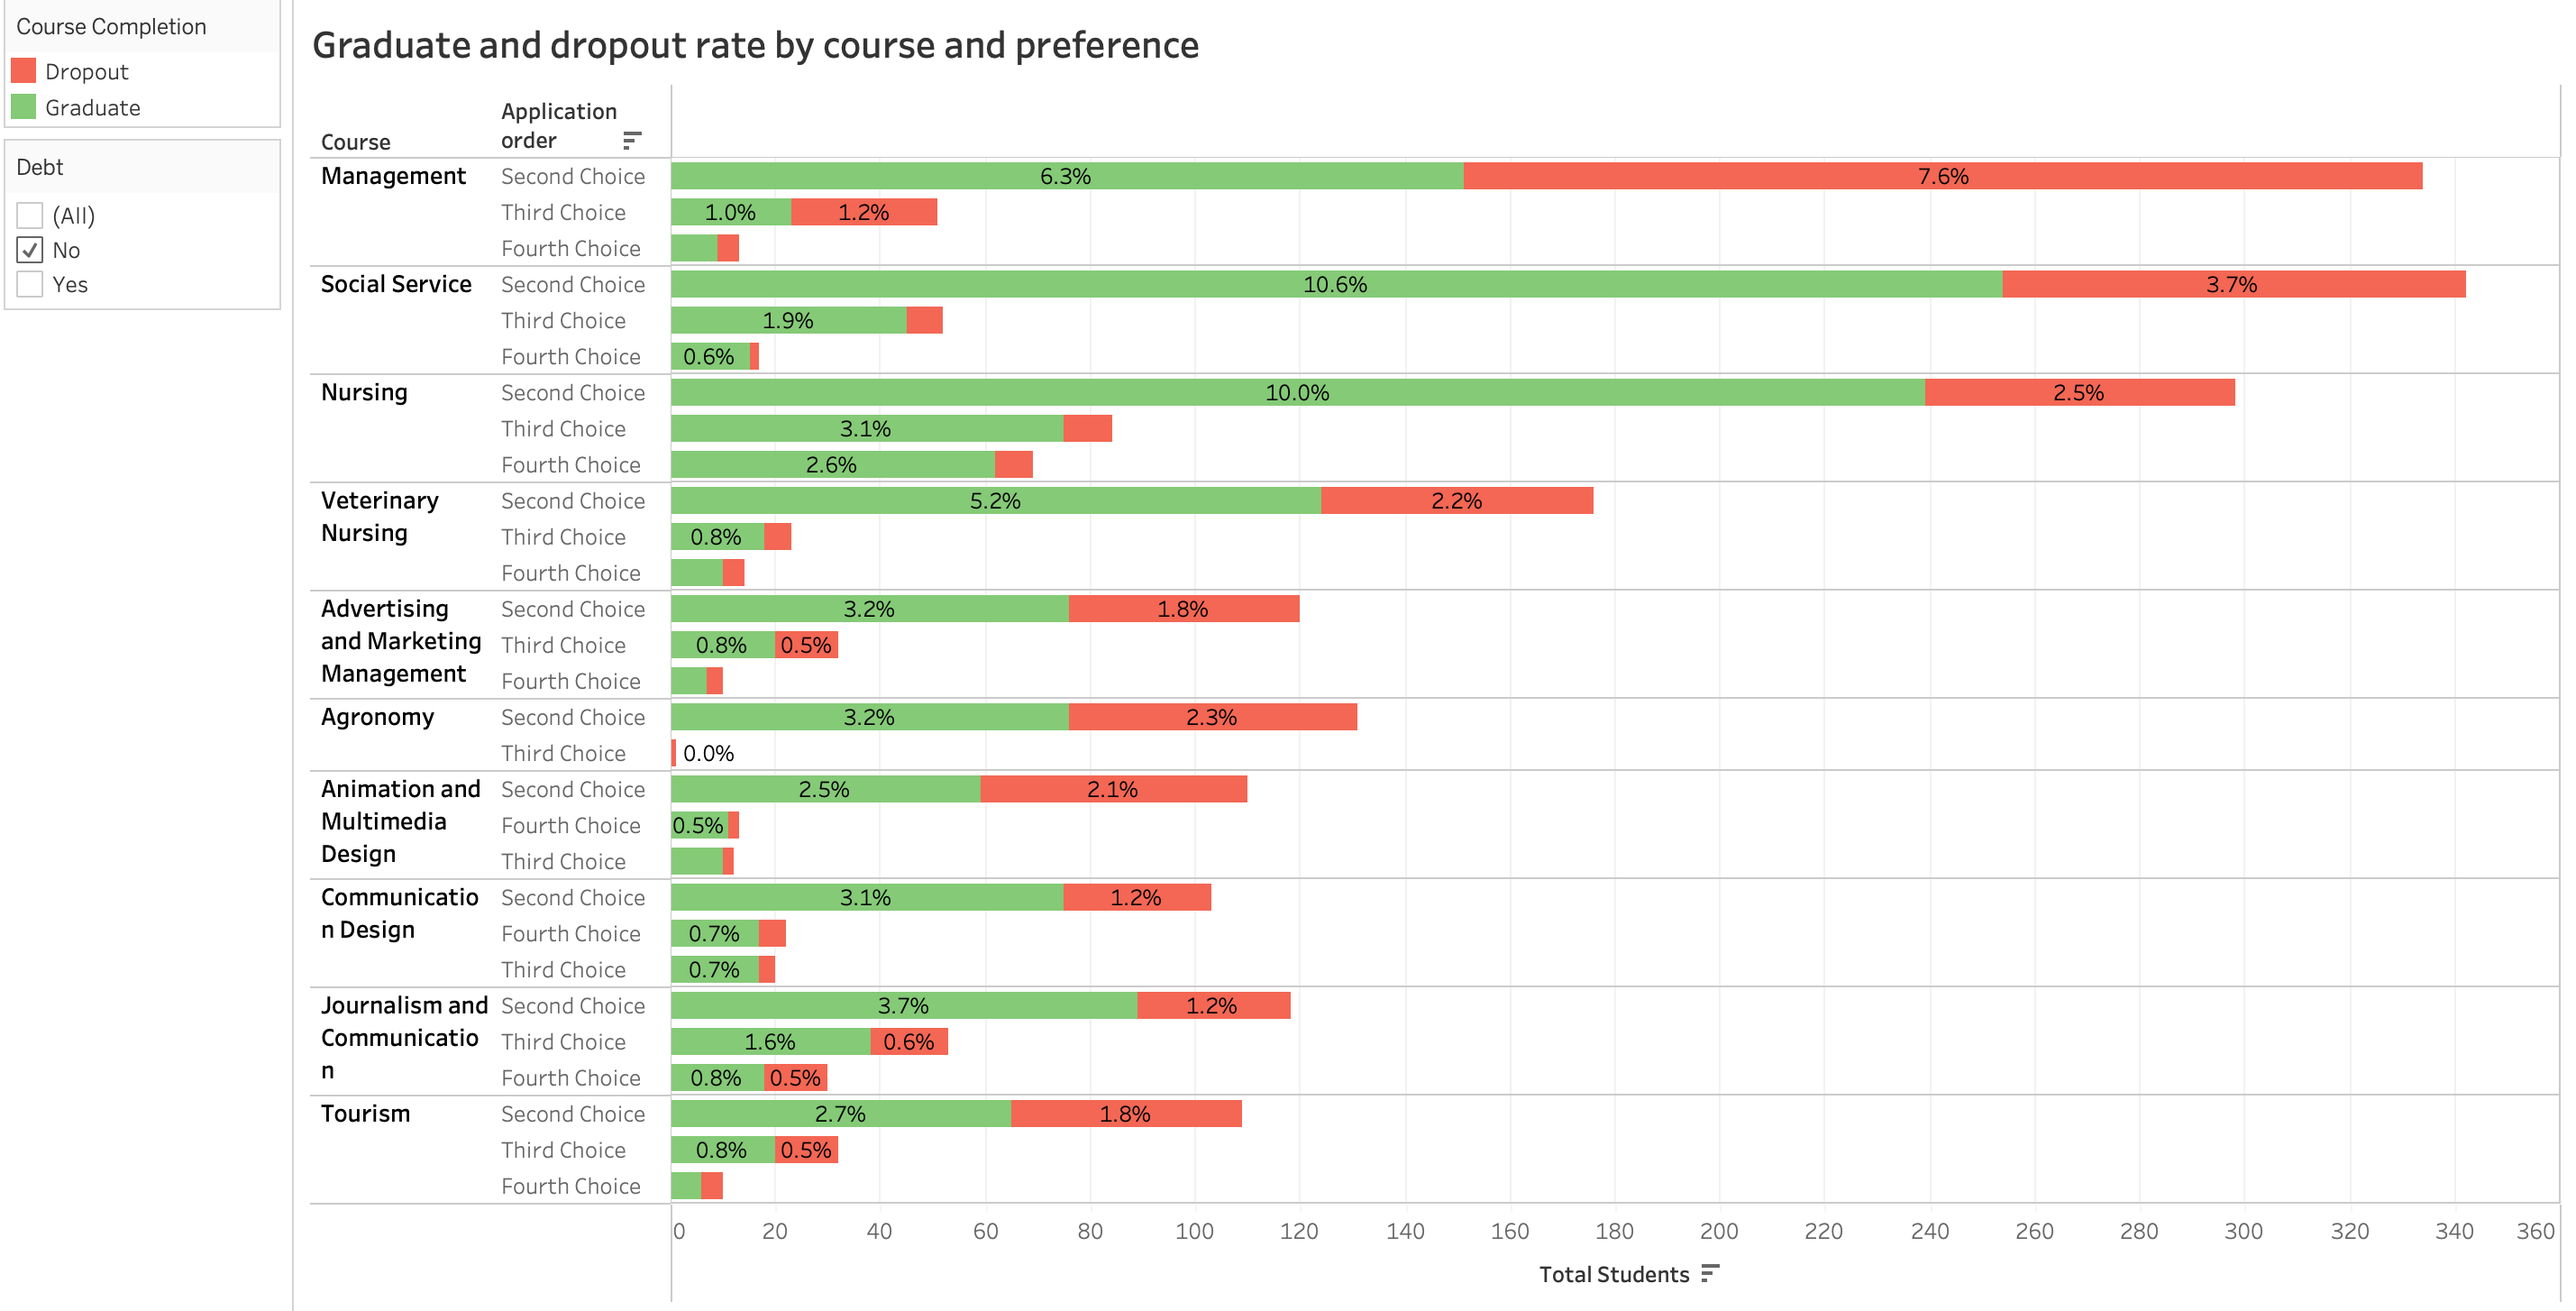 Course Completion
Dropout
Graduate
Debt
(All)
No
Yes
Graduate and dropout rate by course and preference
Course
Application
order
Management
Second Choice 6.3% 7.6%
Third Choice 1.0% 1.2%
Fourth Choice
Social Service
Second Choice 10.6% 3.7%
Third Choice 1.9%
Fourth Choice 0.6%
Nursing
Second Choice 10.0% 2.5%
Third Choice 3.1%
Fourth Choice 2.6%
Veterinary
Nursing
Second Choice 5.2% 2.2%
Third Choice 0.8%
Fourth Choice
Advertising
and Marketing
Management
Second Choice 3.2% 1.8%
Third Choice 0.8% 0.5%
Fourth Choice
Agronomy
Second Choice 3.2% 2.3%
Third Choice 0.0%
Animation and
Multimedia
Design
Second Choice 2.5% 2.1%
Fourth Choice 0.5%
Third Choice
Communicatio
n Design
Second Choice 3.1% 1.2%
Fourth Choice 0.7%
Third Choice 0.7%
Journalism and
Communicatio
n
Second Choice 3.7% 1.2%
Third Choice 1.6% 0.6%
Fourth Choice 0.8% 0.5%
Tourism
Second Choice 2.7% 1.8%
Third Choice 0.8% 0.5%
Fourth Choice
0 20 40 60 80 100 120 140 160 180 200 220 240 260 280 300 320 340 360
Total Students